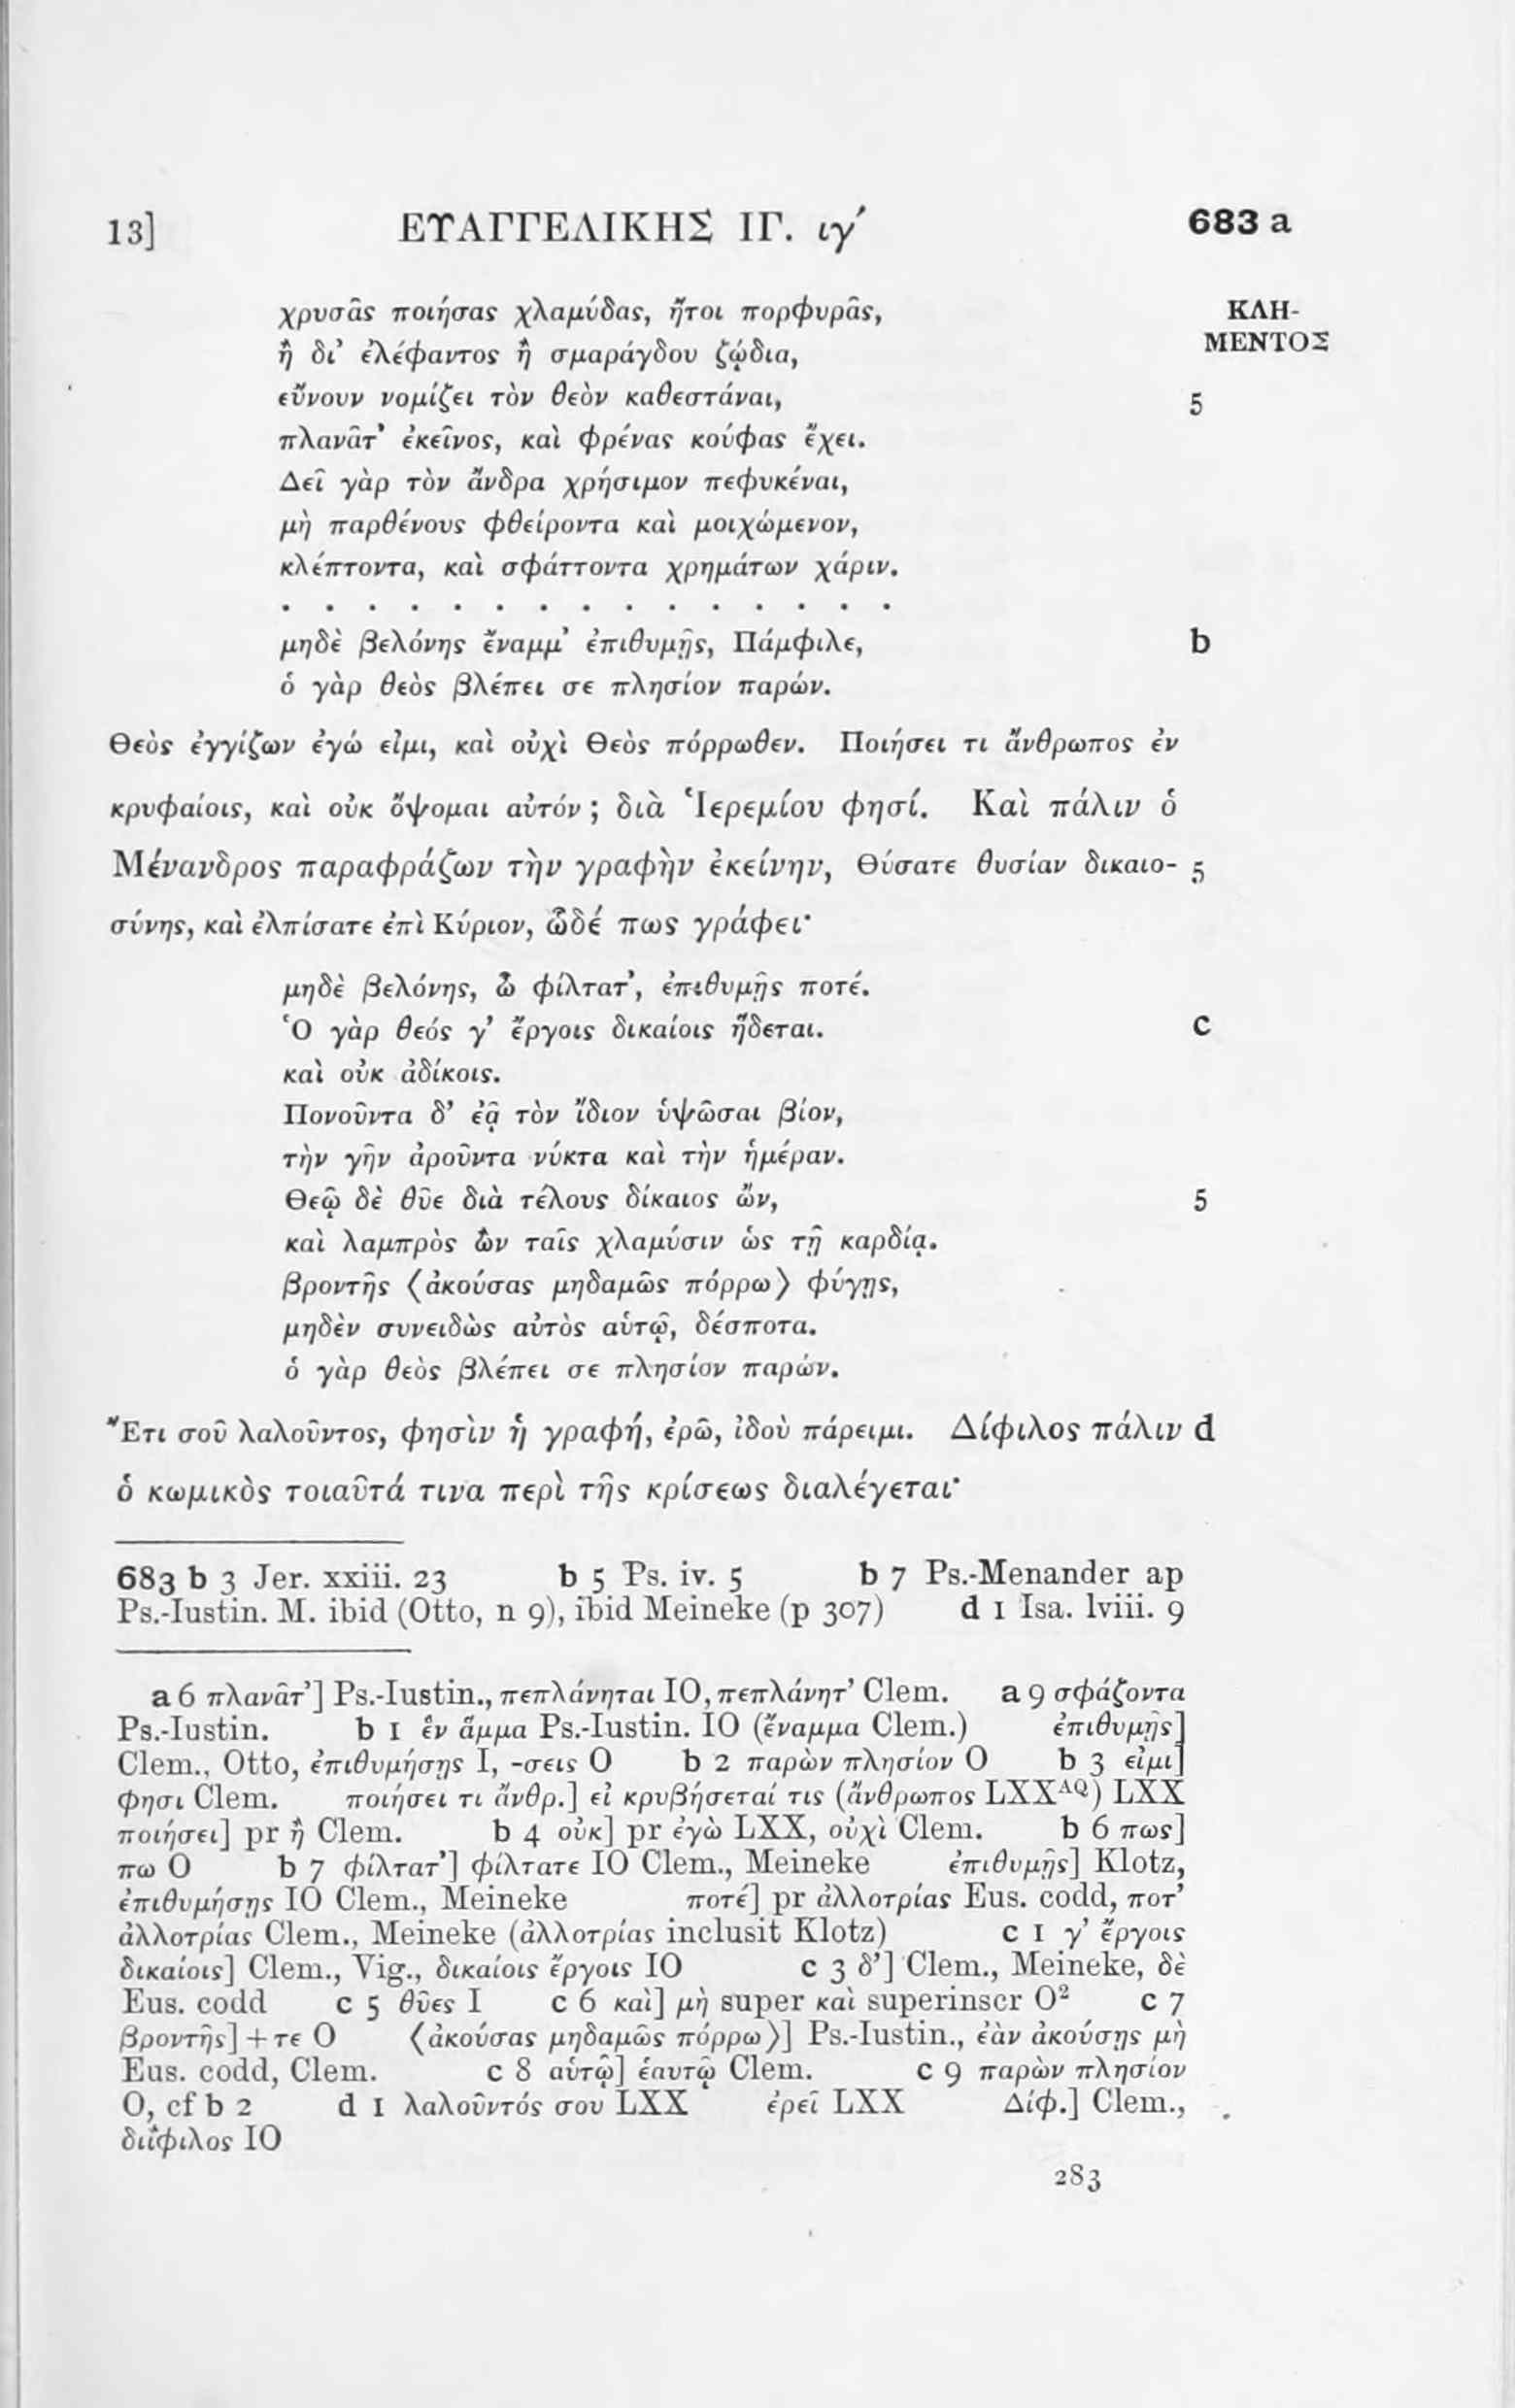 13] ΕΥΑΓΓΕΛΙΚΗΣ ΙΓ. ιγ′ 683 a
χρυσᾶς ποιήσας χλαμύδας, ἤτοι πορφυρᾶς, ΚΛΗ-
ἢ δι’ ἐλέφαντος ἢ σμαράγδου ζῴδια, ΜΕΝΤΟΣ
εὔνουν νομίζει τὸν θεὸν καθεστάναι, 5
πλανᾶτ’ ἐκεῖνος, καὶ φρένας κούφας ἔχει.
Δεῖ γὰρ τὸν ἄνδρα χρήσιμον πεφυκέναι,
μὴ παρθένους φθείροντα καὶ μοιχώμενον,
κλέπτοντα, καὶ σφάττοντα χρημάτων χάριν.
. . . . . . . . . . . . . . .
μηδὲ βελόνης ἔναμμ’ ἐπιθυμῇς, Πάμφιλε, b
ὁ γὰρ θεὸς βλέπει σε πλησίον παρών.
Θεὸς ἐγγίζων ἐγώ εἰμι, καὶ οὐχὶ Θεὸς πόρρωθεν. Ποιήσει τι ἄνθρωπος ἐν
κρυφαίοις, καὶ οὐκ ὄψομαι αὐτόν; διὰ Ἱερεμίου φησί. Καὶ πάλιν ὁ
Μένανδρος παραφράζων τὴν γραφὴν ἐκείνην, Θύσατε θυσίαν δικαιο- 5
σύνης, καὶ ἐλπίσατε ἐπὶ Κύριον, ὧδέ πως γράφει·
μηδὲ βελόνης, ὦ φίλτατ’, ἐπιθυμῇς ποτέ.
Ὁ γὰρ θεός γ’ ἔργοις δικαίοις ἥδεται. c
καὶ οὐκ ἀδίκοις.
Πονοῦντα δ’ ἐᾷ τὸν ἴδιον ὑψῶσαι βίον,
τὴν γῆν ἀροῦντα νύκτα καὶ τὴν ἡμέραν.
Θεῷ δὲ θῦε διὰ τέλους δίκαιος ὤν, 5
καὶ λαμπρὸς ὢν ταῖς χλαμύσιν ὡς τῇ καρδίᾳ.
βροντῆς ⟨ἀκούσας μηδαμῶς πόρρω⟩ φύγῃς,
μηδὲν συνειδὼς αὐτὸς αὑτῷ, δέσποτα.
ὁ γὰρ θεὸς βλέπει σε πλησίον παρών.
Ἔτι σοῦ λαλοῦντος, φησὶν ἡ γραφή, ἐρῶ, ἰδοὺ πάρειμι. Δίφιλος πάλιν d
ὁ κωμικὸς τοιαῦτά τινα περὶ τῆς κρίσεως διαλέγεται·
683 b 3 Jer. xxiii. 23 b 5 Ps. iv. 5 b 7 Ps.-Menander ap
Ps.-Iustin. M. ibid (Otto, n 9), ibid Meineke (p 307) d 1 Isa. lviii. 9
a 6 πλανᾶτ’] Ps.-Iustin., πεπλάνηται IO, πεπλάνητ’ Clem. a 9 σφάζοντα
Ps.-Iustin. b 1 ἓν ἅμμα Ps.-Iustin. IO (ἔναμμα Clem.) ἐπιθυμῇς]
Clem., Otto, ἐπιθυμήσῃς I, -σεις O b 2 παρὼν πλησίον O b 3 εἰμι]
φησι Clem. ποιήσει τι ἄνθρ.] εἰ κρυβήσεταί τις (ἄνθρωπος LXXᴬQ) LXX
ποιήσει] pr ἢ Clem. b 4 οὐκ] pr ἐγὼ LXX, οὐχὶ Clem. b 6 πως]
πω O b 7 φίλτατ’] φίλτατε IO Clem., Meineke ἐπιθυμῇς] Klotz,
ἐπιθυμήσῃς IO Clem., Meineke ποτέ] pr ἀλλοτρίας Eus. codd, ποτ’
ἀλλοτρίας Clem., Meineke (ἀλλοτρίας inclusit Klotz) c 1 γ’ ἔργοις
δικαίοις] Clem., Vig., δικαίοις ἔργοις IO c 3 δ’] Clem., Meineke, δὲ
Eus. codd c 5 θῦες I c 6 καὶ] μὴ super καὶ superinscr O² c 7
βροντῆς] + τε O ⟨ἀκούσας μηδαμῶς πόρρω⟩] Ps.-Iustin., ἐὰν ἀκούσῃς μὴ
Eus. codd, Clem. c 8 αὑτῷ] ἑαυτῷ Clem. c 9 παρὼν πλησίον
O, cf b 2 d 1 λαλοῦντός σου LXX ἐρεῖ LXX Δίφ.] Clem.,
διΐφιλος IO
283